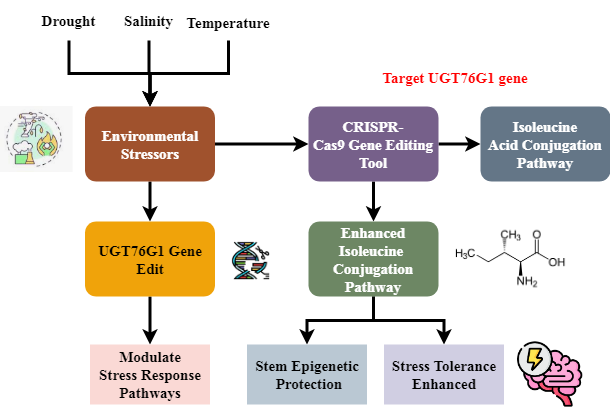 Drought
Salinity
Temperature
Target UGT76G1 gene
Environmental
Stressors
CRISPR-
Cas9 Gene Editing
Tool
Isoleucine
Acid Conjugation
Pathway
UGT76G1 Gene
Edit
Enhanced
Isoleucine
Conjugation
Pathway
CH₃
O
H₃C
OH
NH₂
Modulate
Stress Response
Pathways
Stem Epigenetic
Protection
Stress Tolerance
Enhanced